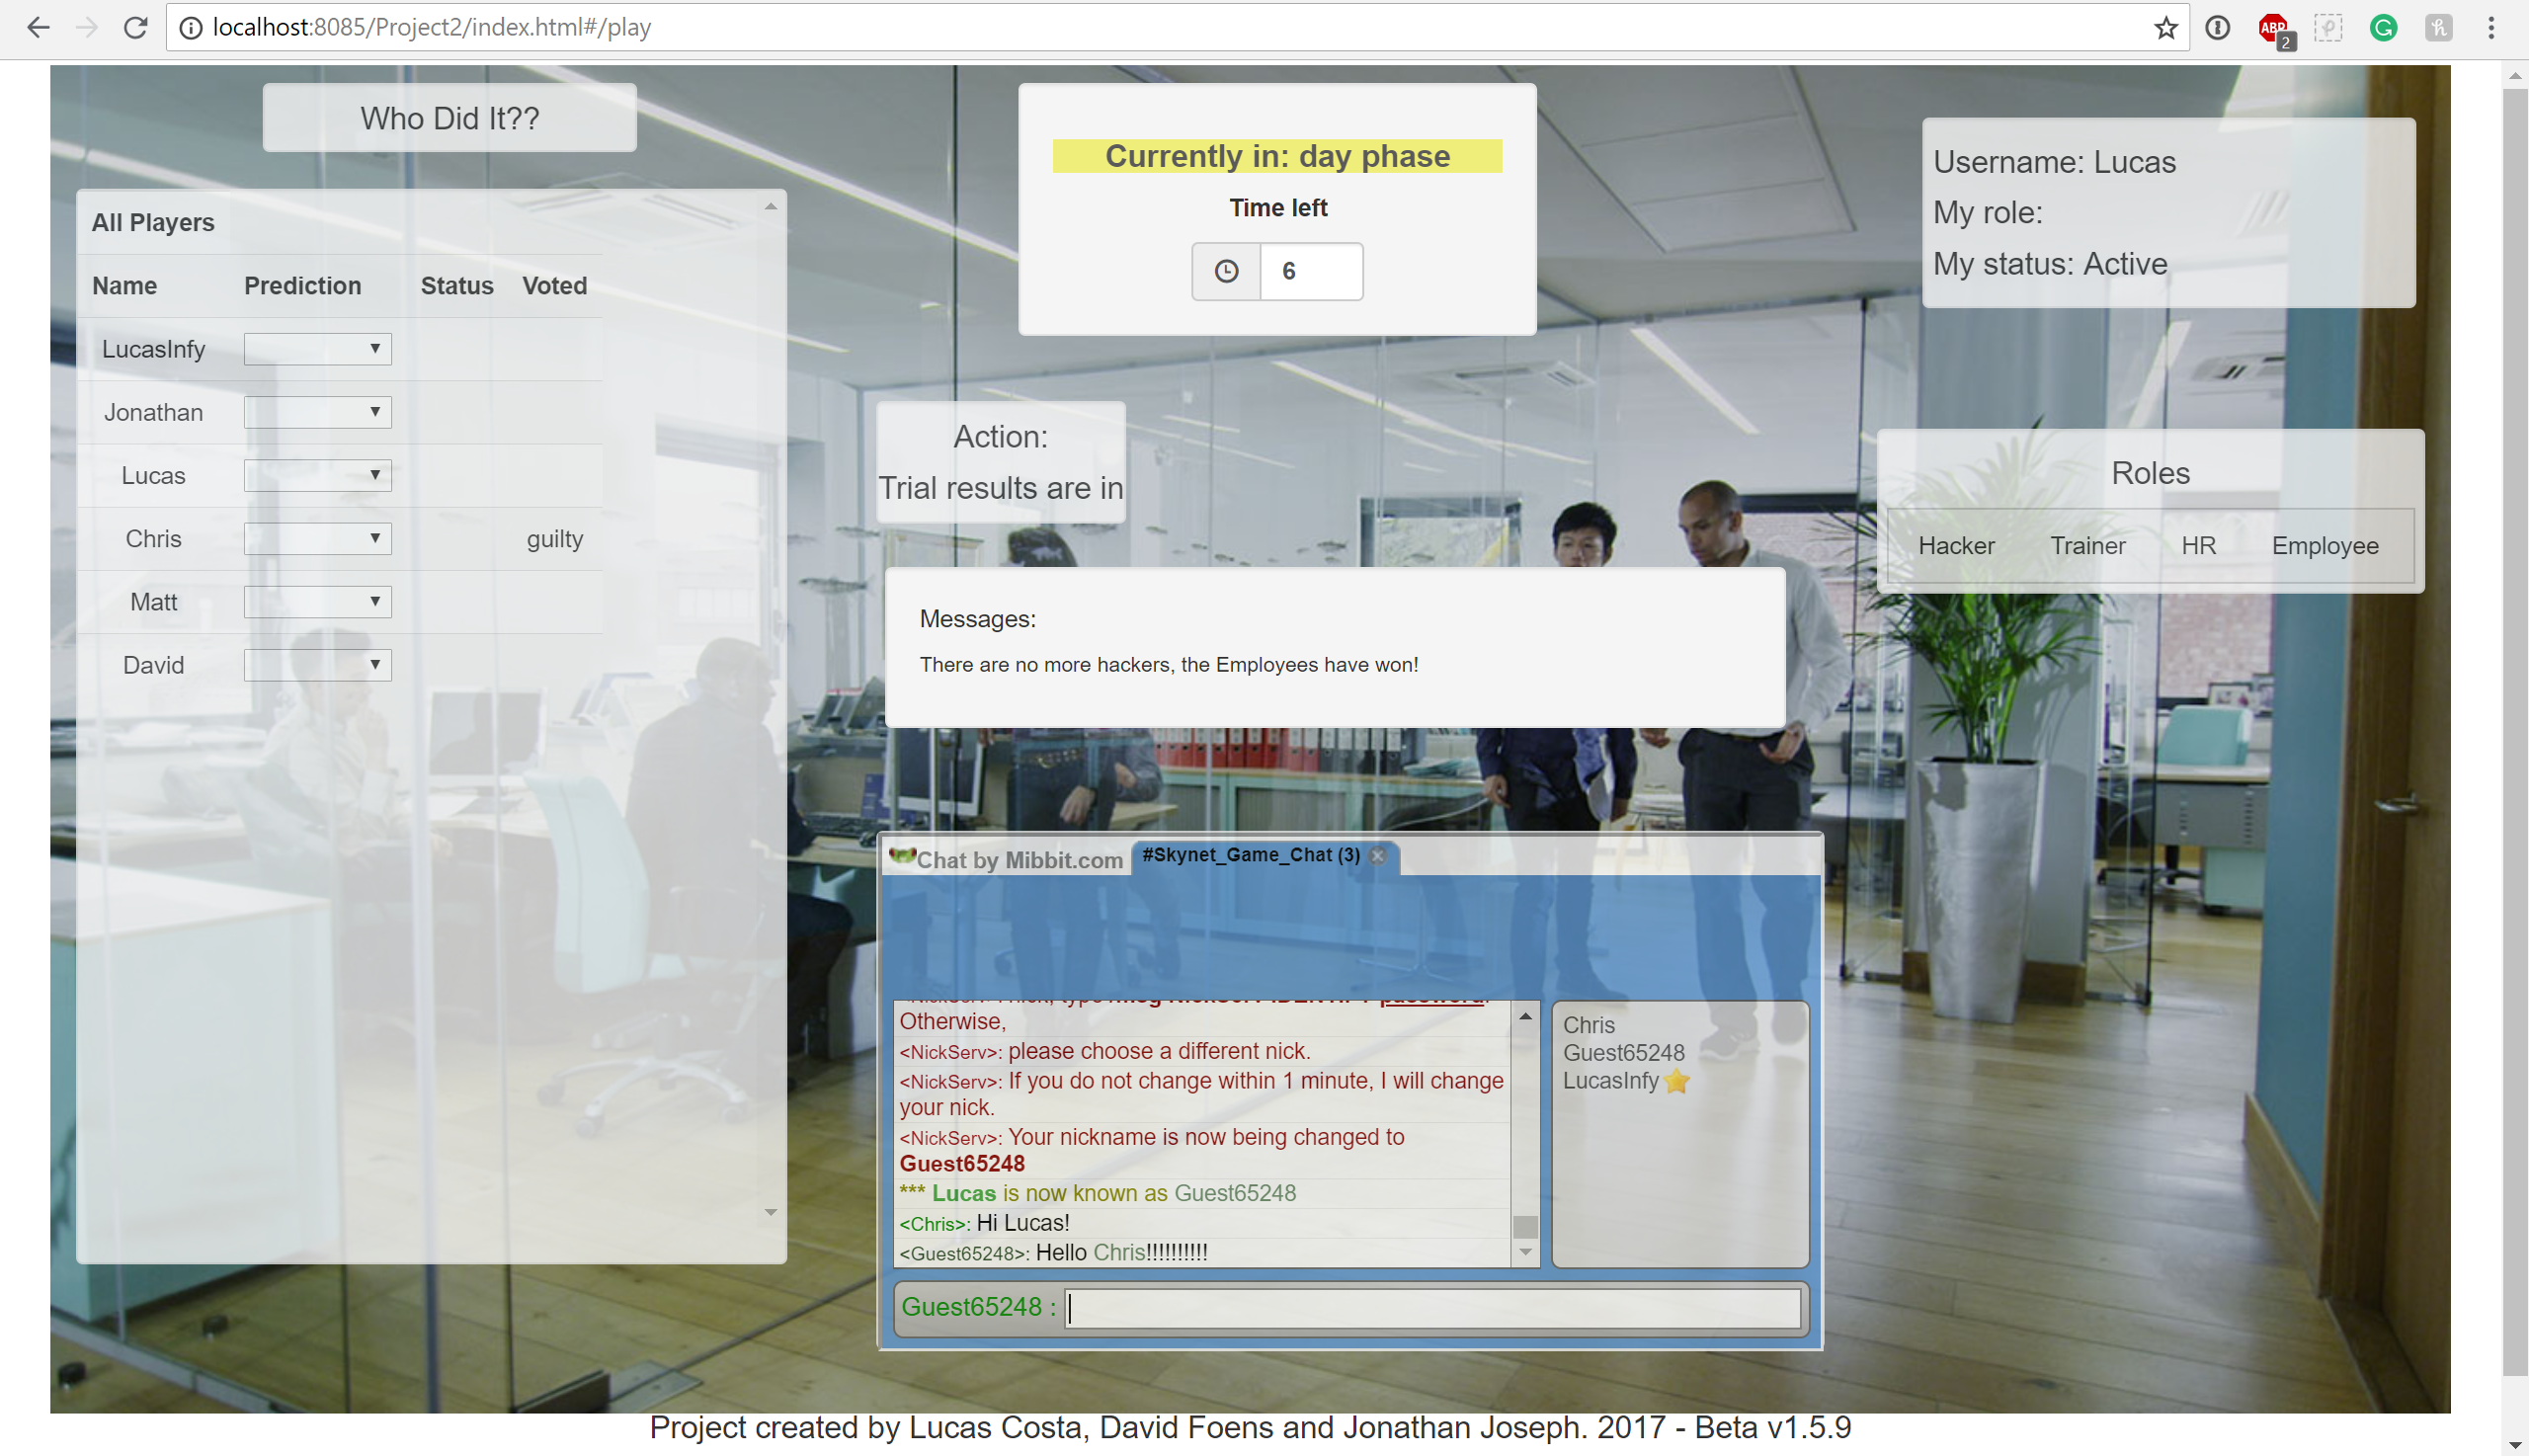 localhost:8085/Project2/index.html#/play
ABP
2
Who Did It??
All Players
Name Prediction Status Voted
LucasInfy
Jonathan
Lucas
Chris guilty
Matt
David
Currently in: day phase
Time left
6
Username: Lucas
My role:
My status: Active
Action:
Trial results are in
Roles
Hacker Trainer HR Employee
Messages:
There are no more hackers, the Employees have won!
Chat by Mibbit.com #Skynet_Game_Chat (3)
Otherwise,
<NickServ>: please choose a different nick.
<NickServ>: If you do not change within 1 minute, I will change
your nick.
<NickServ>: Your nickname is now being changed to
Guest65248
*** Lucas is now known as Guest65248
<Chris>: Hi Lucas!
<Guest65248>: Hello Chris!!!!!!!!!!
Chris
Guest65248
LucasInfy
Guest65248 :
Project created by Lucas Costa, David Foens and Jonathan Joseph. 2017 - Beta v1.5.9